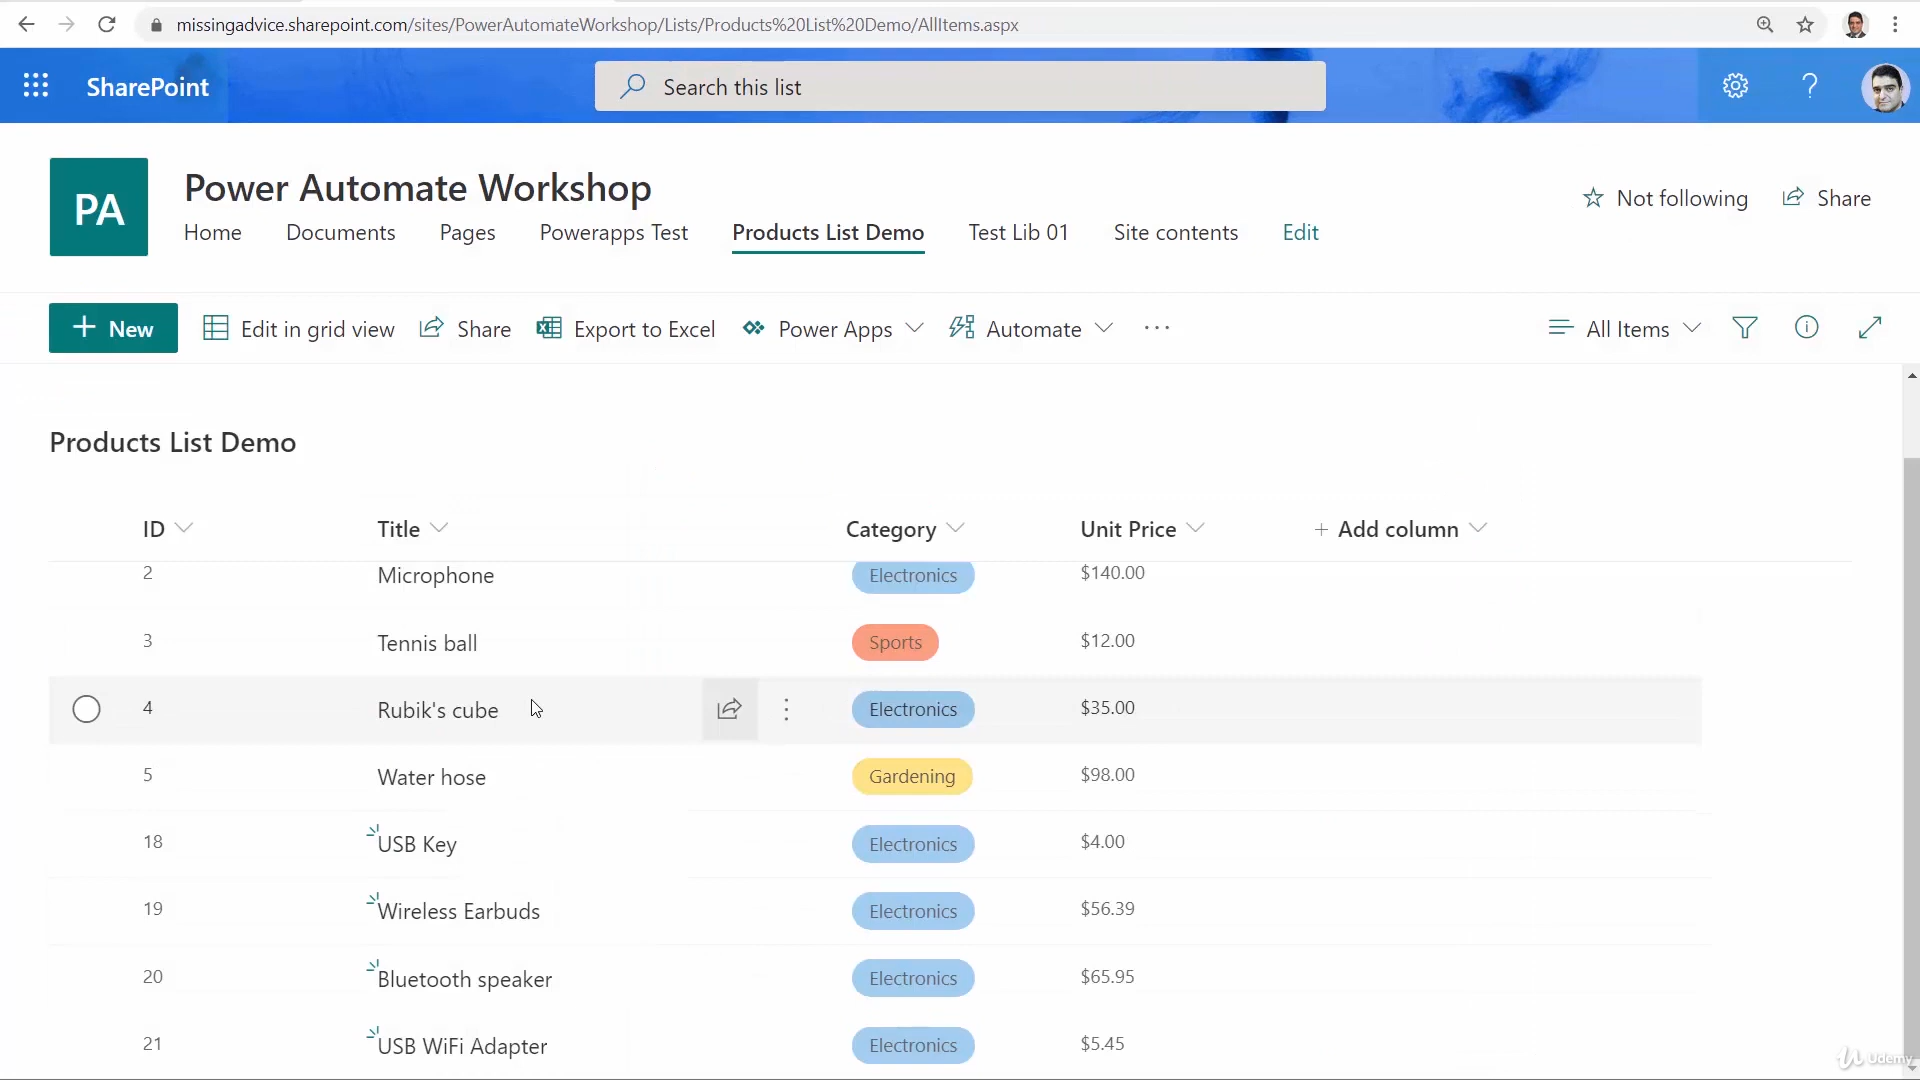 missingadvice.sharepoint.com/sites/PowerAutomateWorkshop/Lists/Products%20List%20Demo/AllItems.aspx
SharePoint
Search this list
?
PA
Power Automate Workshop
Not following
Share
Home
Documents
Pages
Powerapps Test
Products List Demo
Test Lib 01
Site contents
Edit
+ New
Edit in grid view
Share
Export to Excel
Power Apps
Automate
...
All Items
Products List Demo
ID
Title
Category
Unit Price
+ Add column
2
Microphone
Electronics
$140.00
3
Tennis ball
Sports
$12.00
4
Rubik's cube
Electronics
$35.00
5
Water hose
Gardening
$98.00
18
USB Key
Electronics
$4.00
19
Wireless Earbuds
Electronics
$56.39
20
Bluetooth speaker
Electronics
$65.95
21
USB WiFi Adapter
Electronics
$5.45
Udemy